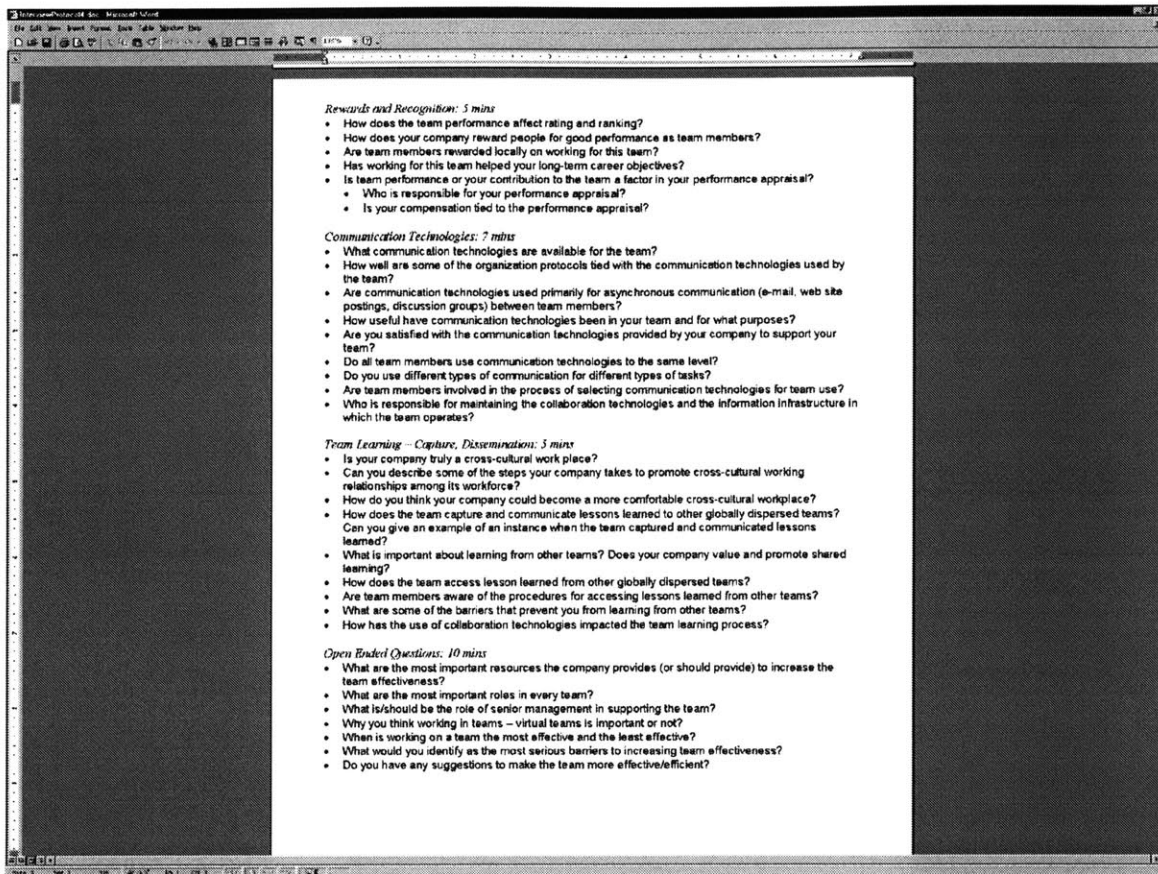 InterviewProtocol4.doc - Microsoft Word
File Edit View Insert Format Tools Table Window Help
Rewards and Recognition: 5 mins
• How does the team performance affect rating and ranking?
• How does your company reward people for good performance as team members?
• Are team members rewarded locally on working for this team?
• Has working for this team helped your long-term career objectives?
• Is team performance or your contribution to the team a factor in your performance appraisal?
• Who is responsible for your performance appraisal?
• Is your compensation tied to the performance appraisal?
Communication Technologies: 7 mins
• What communication technologies are available for the team?
• How well are some of the organization protocols tied with the communication technologies used by
the team?
• Are communication technologies used primarily for asynchronous communication (e-mail, web site
postings, discussion groups) between team members?
• How useful have communication technologies been in your team and for what purposes?
• Are you satisfied with the communication technologies provided by your company to support your
team?
• Do all team members use communication technologies to the same level?
• Do you use different types of communication for different types of tasks?
• Are team members involved in the process of selecting communication technologies for team use?
• Who is responsible for maintaining the collaboration technologies and the information infrastructure in
which the team operates?
Team Learning – Capture, Dissemination: 5 mins
• Is your company truly a cross-cultural work place?
• Can you describe some of the steps your company takes to promote cross-cultural working
relationships among its workforce?
• How do you think your company could become a more comfortable cross-cultural workplace?
• How does the team capture and communicate lessons learned to other globally dispersed teams?
Can you give an example of an instance when the team captured and communicated lessons
learned?
• What is important about learning from other teams? Does your company value and promote shared
learning?
• How does the team access lesson learned from other globally dispersed teams?
• Are team members aware of the procedures for accessing lessons learned from other teams?
• What are some of the barriers that prevent you from learning from other teams?
• How has the use of collaboration technologies impacted the team learning process?
Open Ended Questions: 10 mins
• What are the most important resources the company provides (or should provide) to increase the
team effectiveness?
• What are the most important roles in every team?
• What is/should be the role of senior management in supporting the team?
• Why you think working in teams – virtual teams is important or not?
• When is working on a team the most effective and the least effective?
• What would you identify as the most serious barriers to increasing team effectiveness?
• Do you have any suggestions to make the team more effective/efficient?